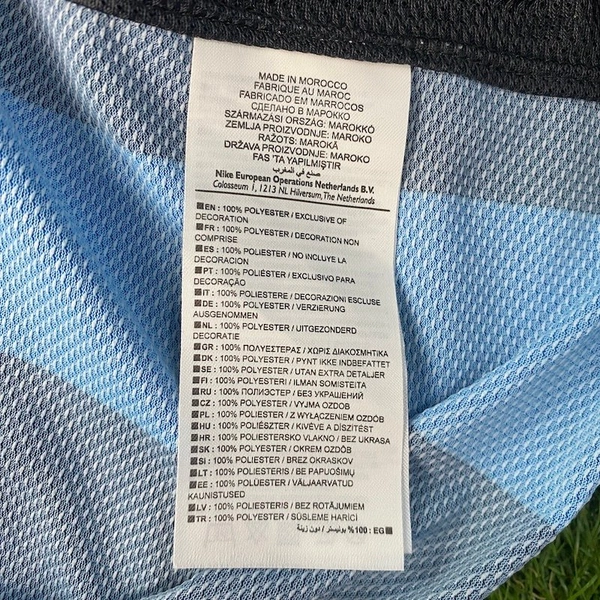 MADE IN MOROCCO
FABRIQUE AU MAROC
FABRICADO EM MARROCOS
СДЕЛАНО В МАРОККО
SZÁRMAZÁSI ORSZÁG: MAROKKÓ
ZEMLJA PROIZVODNJE: MAROKO
RAŽOTS: MAROKĀ
DRŽAVA PROIZVODNJE: MAROKO
FAS 'TA YAPILMIŞTIR
صنع في المغرب
Nike European Operations Netherlands B.V.
Colosseum 1, 1213 NL Hilversum, The Netherlands
EN : 100% POLYESTER / EXCLUSIVE OF
DECORATION
FR : 100% POLYESTER / DECORATION NON
COMPRISE
ES : 100% POLIESTER / NO INCLUYE LA
DECORACION
PT : 100% POLIÉSTER / EXCLUSIVO PARA
DECORAÇÃO
IT : 100% POLIESTERE / DECORAZIONI ESCLUSE
DE : 100% POLYESTER / VERZIERUNG
AUSGENOMMEN
NL : 100% POLYESTER / UITGEZONDERD
DECORATIE
GR : 100% ΠΟΛΥΕΣΤΕΡΑΣ / ΧΩΡΙΣ ΔΙΑΚΟΣΜΗΤΙΚΑ
DK : 100% POLYESTER / PYNT IKKE INDBEFATTET
SE : 100% POLYESTER / UTAN EXTRA DETALJER
FI : 100% POLYESTERI / ILMAN SOMISTEITA
RU : 100% ПОЛИЭСТЕР / БЕЗ УКРАШЕНИЙ
CZ : 100% POLYESTER / VYJMA OZDOB
PL : 100% POLIESTER / Z WYŁĄCZENIEM OZDÓB
HU : 100% POLIÉSZTER / KIVÉVE A DÍSZÍTÉST
HR : 100% POLIESTERSKO VLAKNO / BEZ UKRASA
SK : 100% POLYESTER / OKREM OZDÔB
SI : 100% POLIESTER / BREZ OKRASKOV
LT : 100% POLIESTERIS / BE PAPUOŠIMŲ
EE : 100% POLÜESTER / VÄLJAARVATUD
KAUNISTUSED
LV : 100% POLIESTERIS / BEZ ROTĀJUMIEM
TR : 100% POLYESTER / SÜSLEME HARİCİ
EG : 100% بوليستر / دون زينة